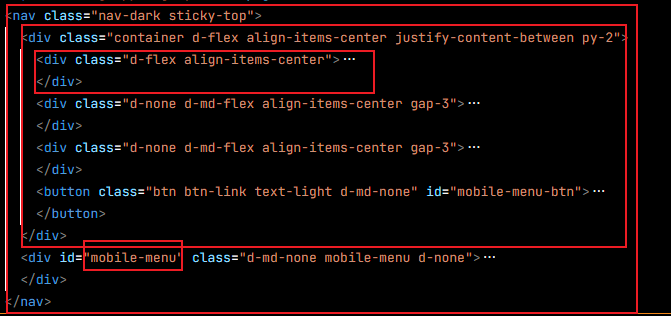 <nav class="nav-dark sticky-top">
<div class="container d-flex align-items-center justify-content-between py-2">
<div class="d-flex align-items-center">···
</div>
<div class="d-none d-md-flex align-items-center gap-3">···
</div>
<div class="d-none d-md-flex align-items-center gap-3">···
</div>
<button class="btn btn-link text-light d-md-none" id="mobile-menu-btn">···
</button>
</div>
<div id="mobile-menu" class="d-md-none mobile-menu d-none">···
</div>
</nav>